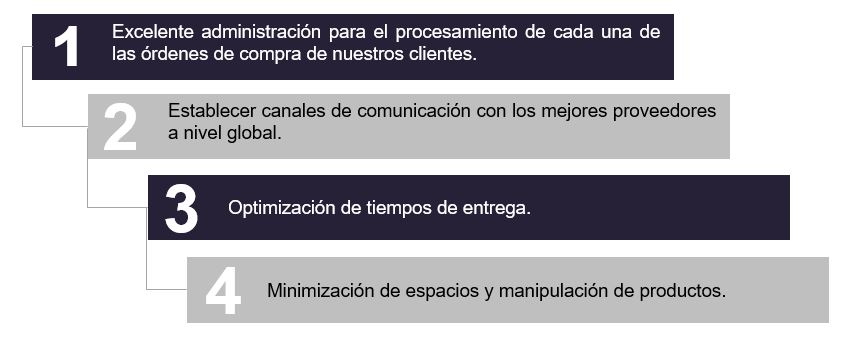 1
Excelente administración para el procesamiento de cada una de
las órdenes de compra de nuestros clientes.
2
Establecer canales de comunicación con los mejores proveedores
a nivel global.
3
Optimización de tiempos de entrega.
4
Minimización de espacios y manipulación de productos.